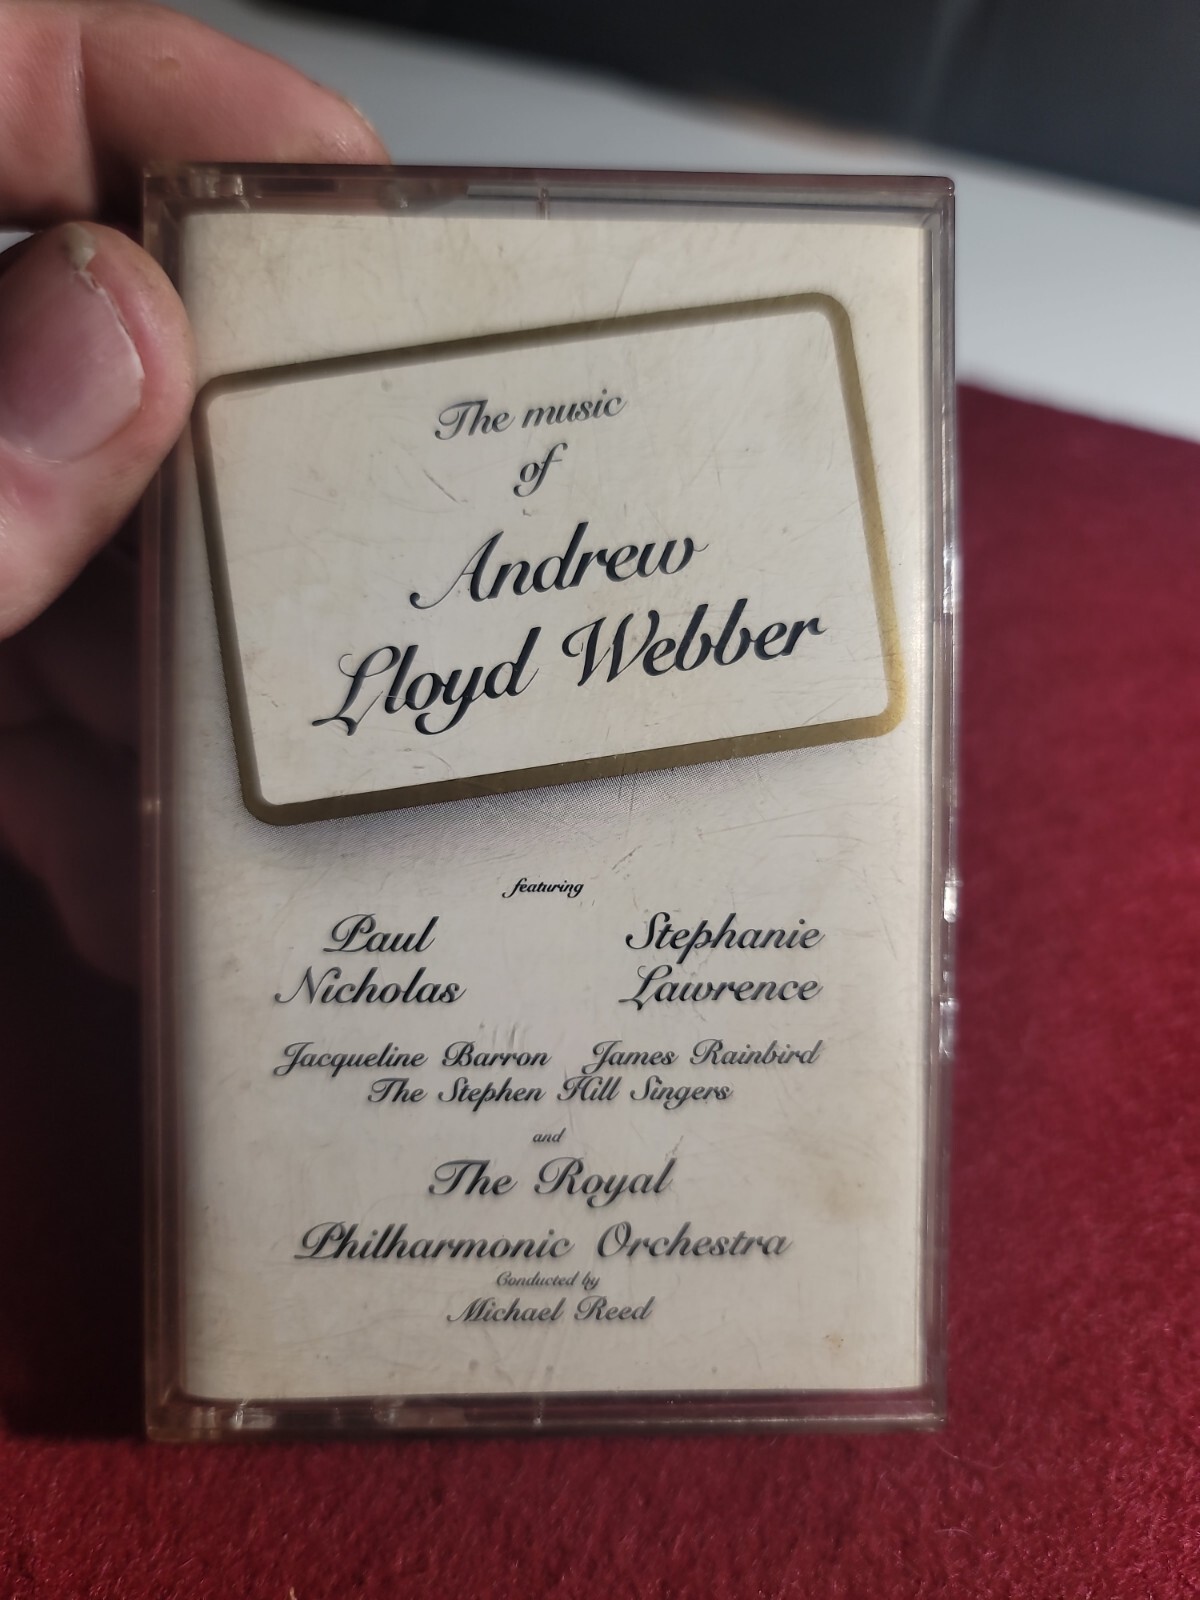 The music
of
Andrew
Lloyd Webber
featuring
Paul
Nicholas
Stephanie
Lawrence
Jacqueline Barron James Rainbird
The Stephen Hill Singers
and
The Royal
Philharmonic Orchestra
Conducted by
Michael Reed